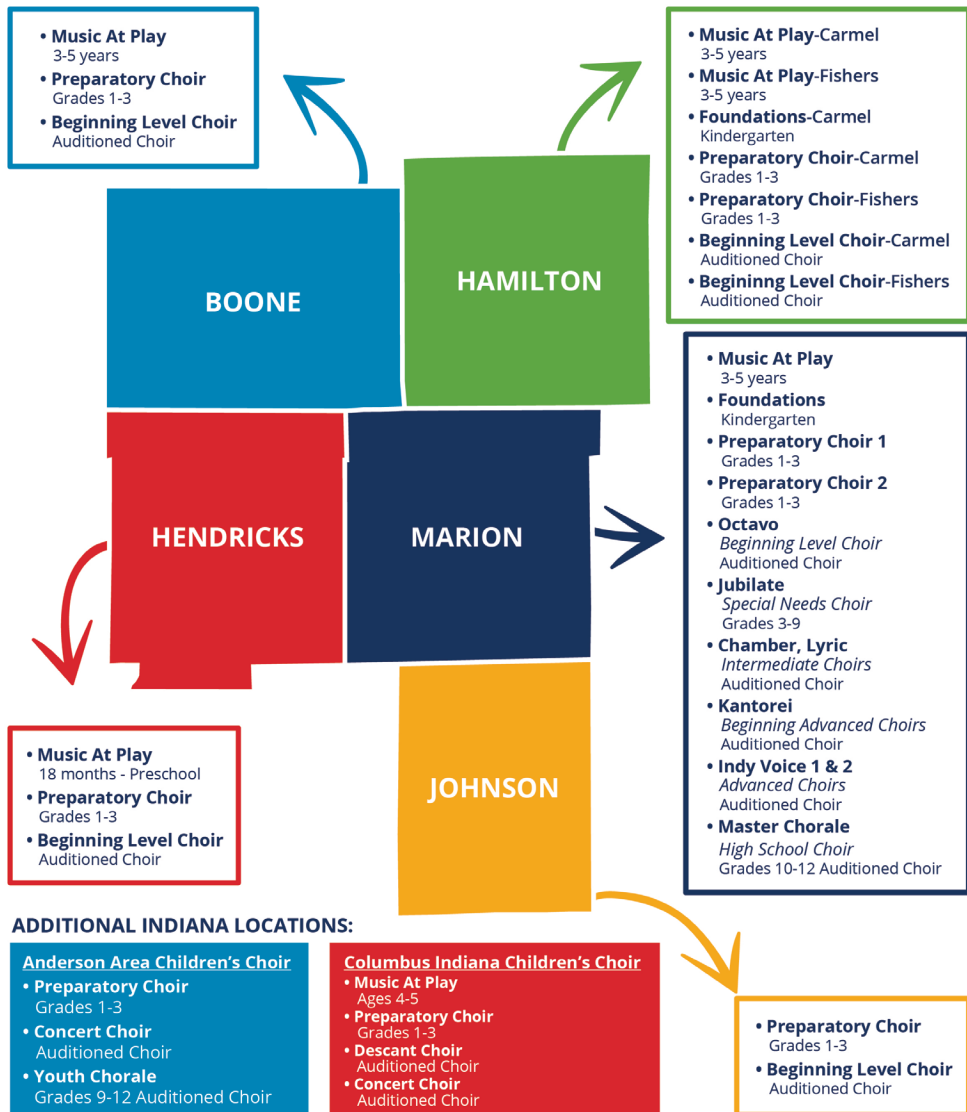 • Music At Play
3-5 years
• Preparatory Choir
Grades 1-3
• Beginning Level Choir
Auditioned Choir
• Music At Play-Carmel
3-5 years
• Music At Play-Fishers
3-5 years
• Foundations-Carmel
Kindergarten
• Preparatory Choir-Carmel
Grades 1-3
• Preparatory Choir-Fishers
Grades 1-3
• Beginning Level Choir-Carmel
Auditioned Choir
• Begininng Level Choir-Fishers
Auditioned Choir
BOONE
HAMILTON
HENDRICKS
MARION
JOHNSON
• Music At Play
3-5 years
• Foundations
Kindergarten
• Preparatory Choir 1
Grades 1-3
• Preparatory Choir 2
Grades 1-3
• Octavo
Beginning Level Choir
Auditioned Choir
• Jubilate
Special Needs Choir
Grades 3-9
• Chamber, Lyric
Intermediate Choirs
Auditioned Choir
• Kantorei
Beginning Advanced Choirs
Auditioned Choir
• Indy Voice 1 & 2
Advanced Choirs
Auditioned Choir
• Master Chorale
High School Choir
Grades 10-12 Auditioned Choir
• Music At Play
18 months - Preschool
• Preparatory Choir
Grades 1-3
• Beginning Level Choir
Auditioned Choir
ADDITIONAL INDIANA LOCATIONS:
Anderson Area Children's Choir
• Preparatory Choir
Grades 1-3
• Concert Choir
Auditioned Choir
• Youth Chorale
Grades 9-12 Auditioned Choir
Columbus Indiana Children's Choir
• Music At Play
Ages 4-5
• Preparatory Choir
Grades 1-3
• Descant Choir
Auditioned Choir
• Concert Choir
Auditioned Choir
• Preparatory Choir
Grades 1-3
• Beginning Level Choir
Auditioned Choir